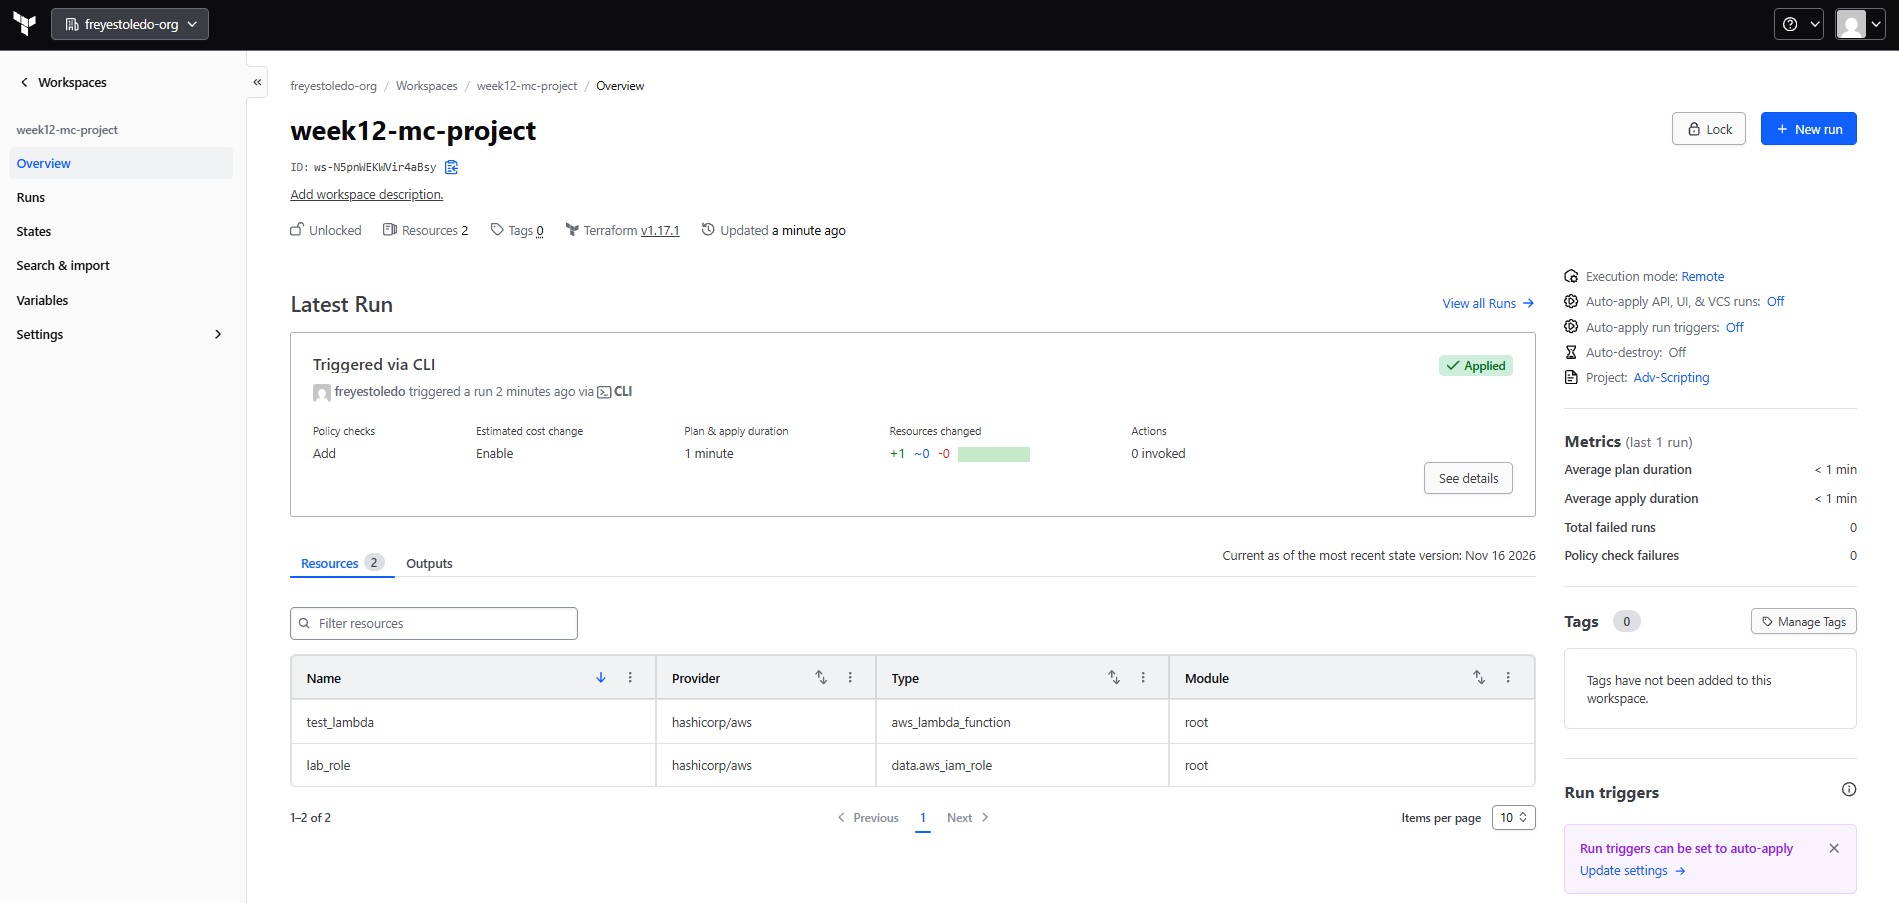 freyestoledo-org
Workspaces
week12-mc-project
Overview
Runs
States
Search & import
Variables
Settings
freyestoledo-org / Workspaces / week12-mc-project / Overview
week12-mc-project
Lock
+ New run
ID: ws-N5pnWEKWVir4aBsy
Add workspace description.
Unlocked Resources 2 Tags 0 Terraform v1.17.1 Updated a minute ago
Latest Run
View all Runs
Triggered via CLI
Applied
freyestoledo triggered a run 2 minutes ago via CLI
Policy checks Estimated cost change Plan & apply duration Resources changed Actions
Add Enable 1 minute +1 ~0 -0 0 invoked
See details
Resources 2 Outputs
Current as of the most recent state version: Nov 16 2026
Filter resources
Name Provider Type Module
test_lambda hashicorp/aws aws_lambda_function root
lab_role hashicorp/aws data.aws_iam_role root
1–2 of 2 Previous 1 Next Items per page 10
Execution mode: Remote
Auto-apply API, UI, & VCS runs: Off
Auto-apply run triggers: Off
Auto-destroy: Off
Project: Adv-Scripting
Metrics (last 1 run)
Average plan duration < 1 min
Average apply duration < 1 min
Total failed runs 0
Policy check failures 0
Tags 0 Manage Tags
Tags have not been added to this
workspace.
Run triggers
Run triggers can be set to auto-apply
Update settings